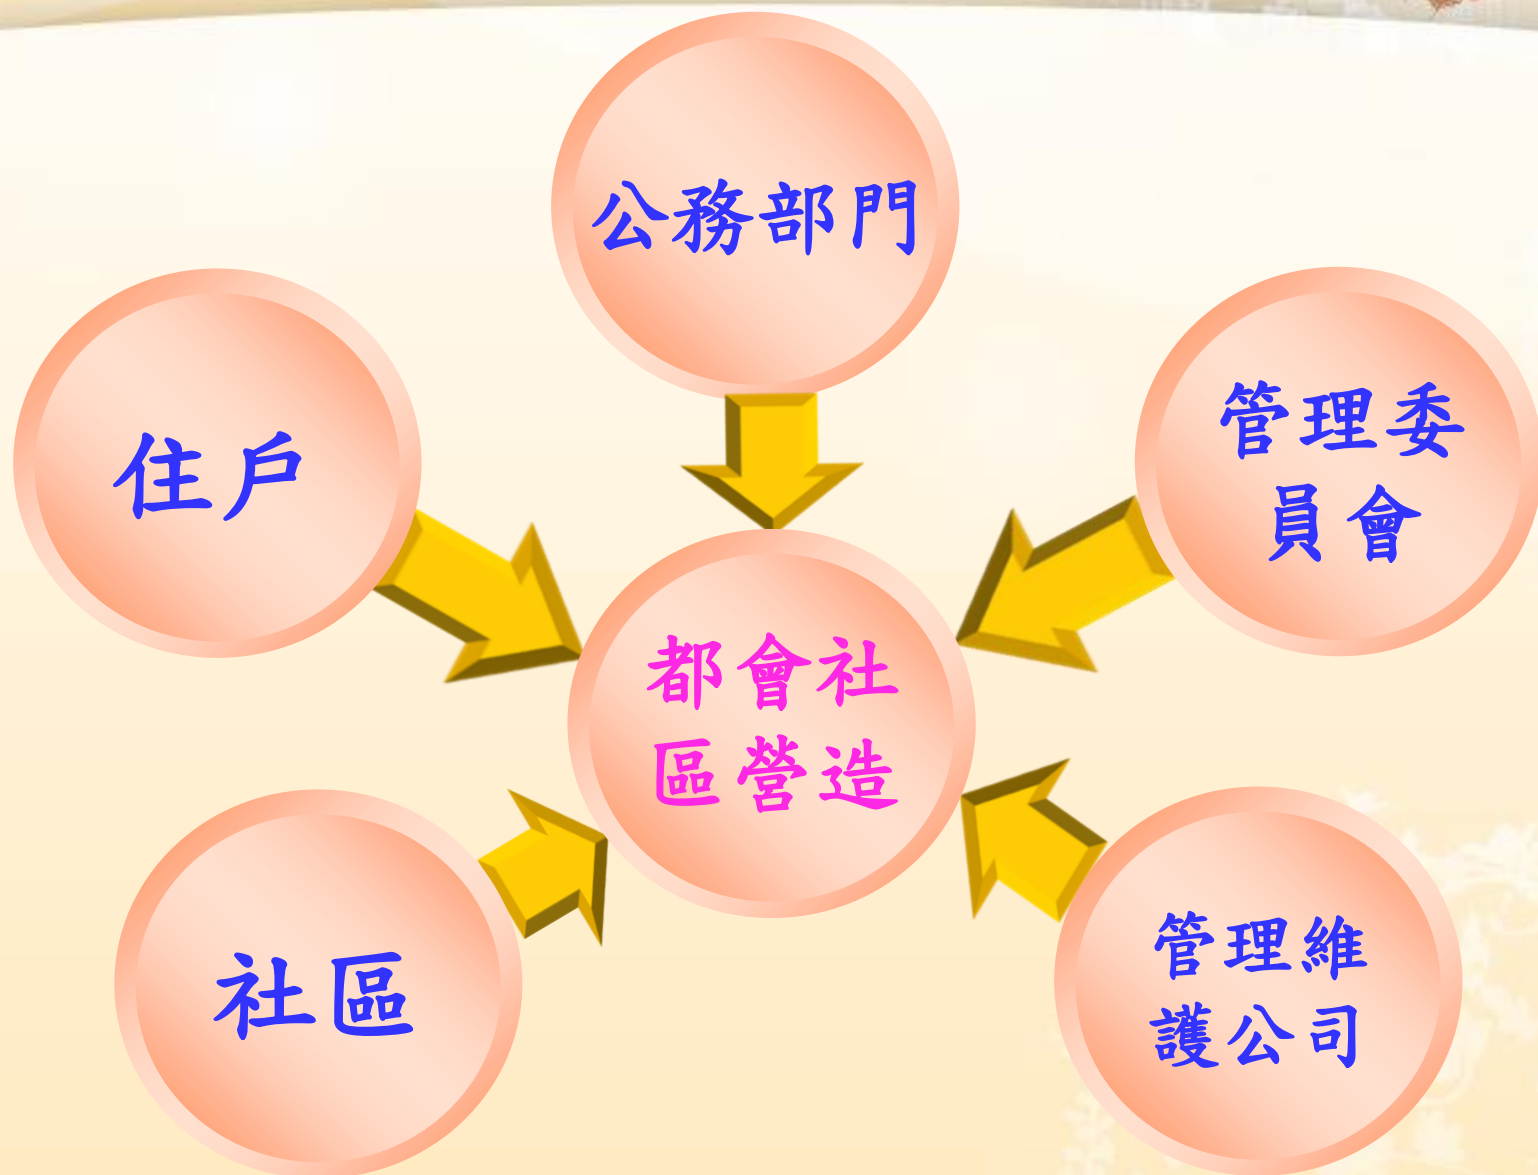 公務部門
住戶
管理委
員會
都會社
區營造
社區
管理維
護公司